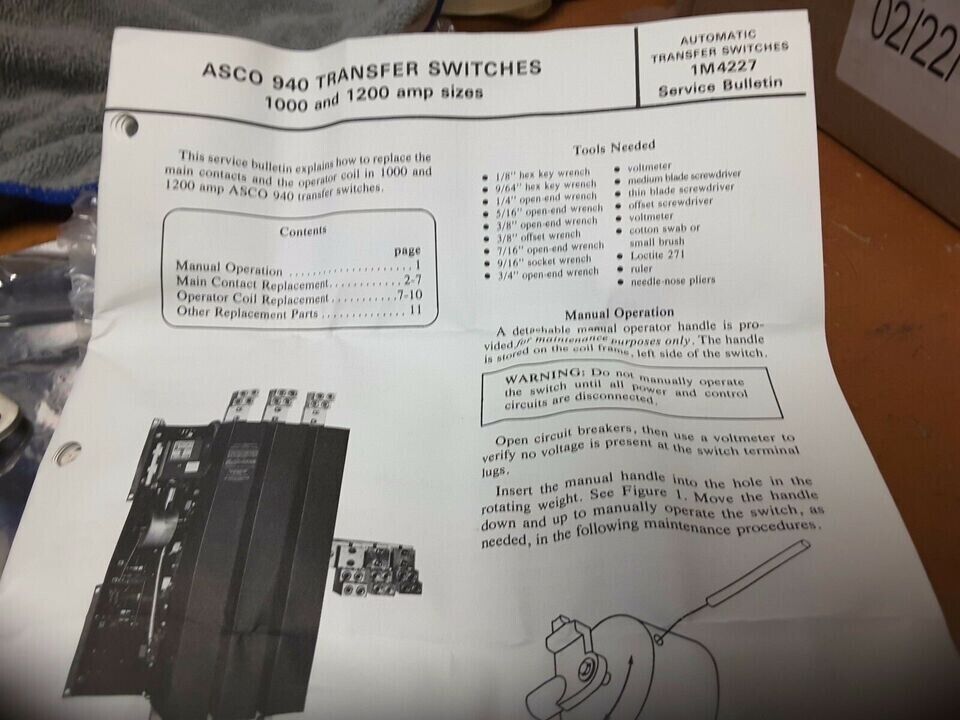 ASCO 940 TRANSFER SWITCHES
1000 and 1200 amp sizes
AUTOMATIC
TRANSFER SWITCHES
1M4227
Service Bulletin
02/22/
This service bulletin explains how to replace the
main contacts and the operator coil in 1000 and
1200 amp ASCO 940 transfer switches.
Contents
page
Manual Operation ..................... 1
Main Contact Replacement............ 2-7
Operator Coil Replacement ...........7-10
Other Replacement Parts .............. 11
Tools Needed
• 1/8" hex key wrench
• 9/64" hex key wrench
• 1/4" open-end wrench
• 5/16" open-end wrench
• 3/8" open-end wrench
• 3/8" offset wrench
• 7/16" open-end wrench
• 9/16" socket wrench
• 3/4" open-end wrench
• voltmeter
• medium blade screwdriver
• thin blade screwdriver
• offset screwdriver
• voltmeter
• cotton swab or
small brush
• Loctite 271
• ruler
• needle-nose pliers
Manual Operation
A detachable manual operator handle is pro-
vided for maintenance purposes only. The handle
is stored on the coil frame, left side of the switch.
WARNING: Do not manually operate
the switch until all power and control
circuits are disconnected.
Open circuit breakers, then use a voltmeter to
verify no voltage is present at the switch terminal
lugs.
Insert the manual handle into the hole in the
rotating weight. See Figure 1. Move the handle
down and up to manually operate the switch, as
needed, in the following maintenance procedures.